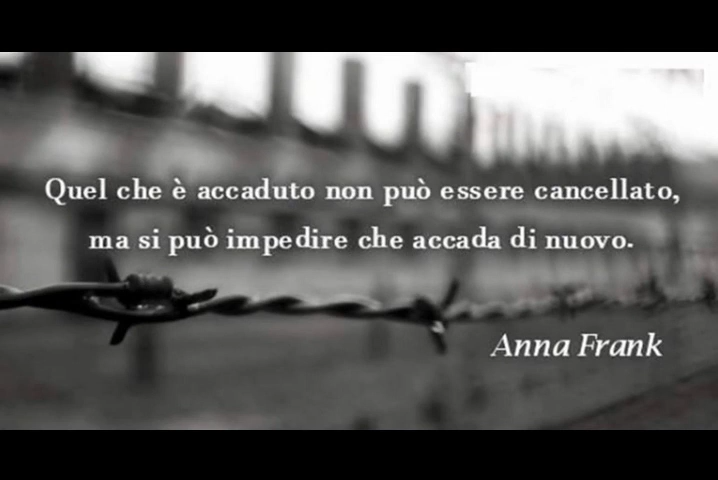 Quel che è accaduto non può essere cancellato,
ma si può impedire che accada di nuovo.
Anna Frank